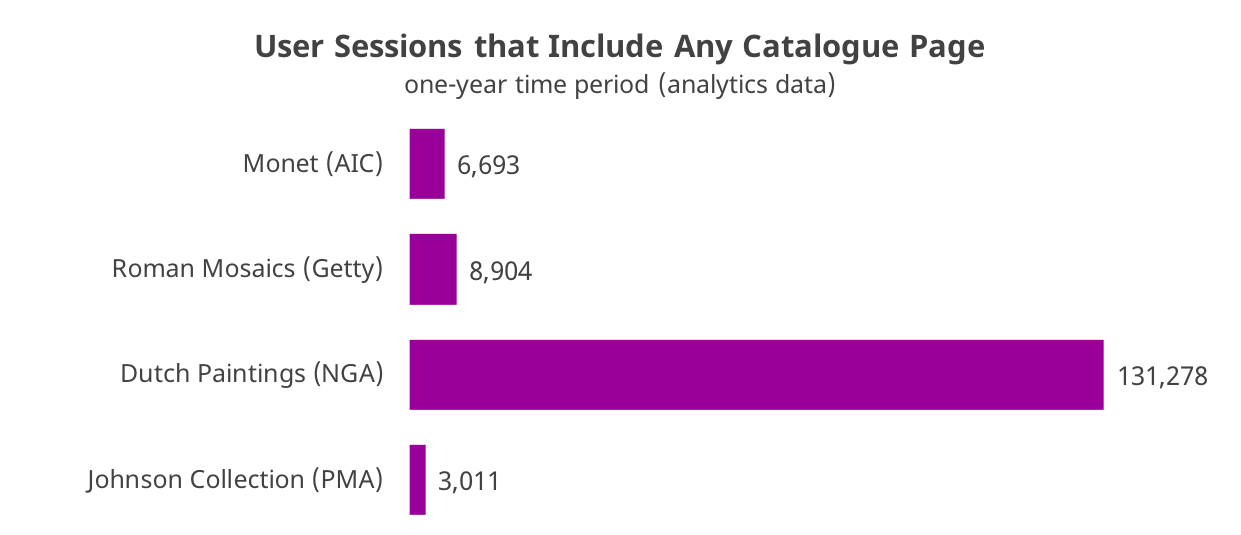 User Sessions that Include Any Catalogue Page
one-year time period (analytics data)
Monet (AIC) 6,693
Roman Mosaics (Getty) 8,904
Dutch Paintings (NGA) 131,278
Johnson Collection (PMA) 3,011